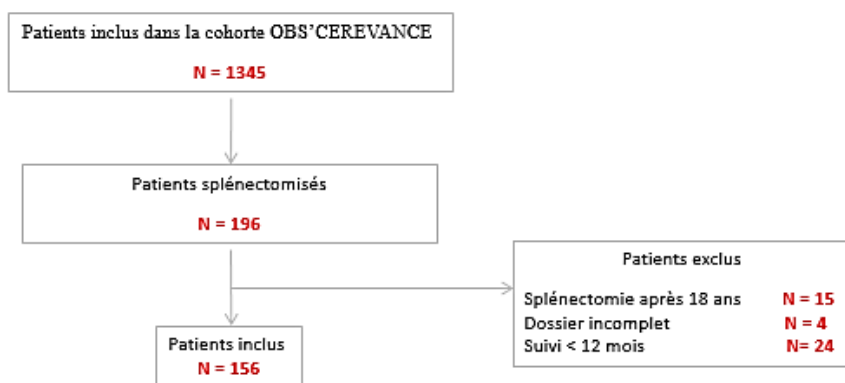 Patients inclus dans la cohorte OBS'CEREVANCE
N = 1345
Patients splénectomisés
N = 196
Patients exclus
Splénectomie après 18 ans N = 15
Dossier incomplet N = 4
Suivi < 12 mois N= 24
Patients inclus
N = 156